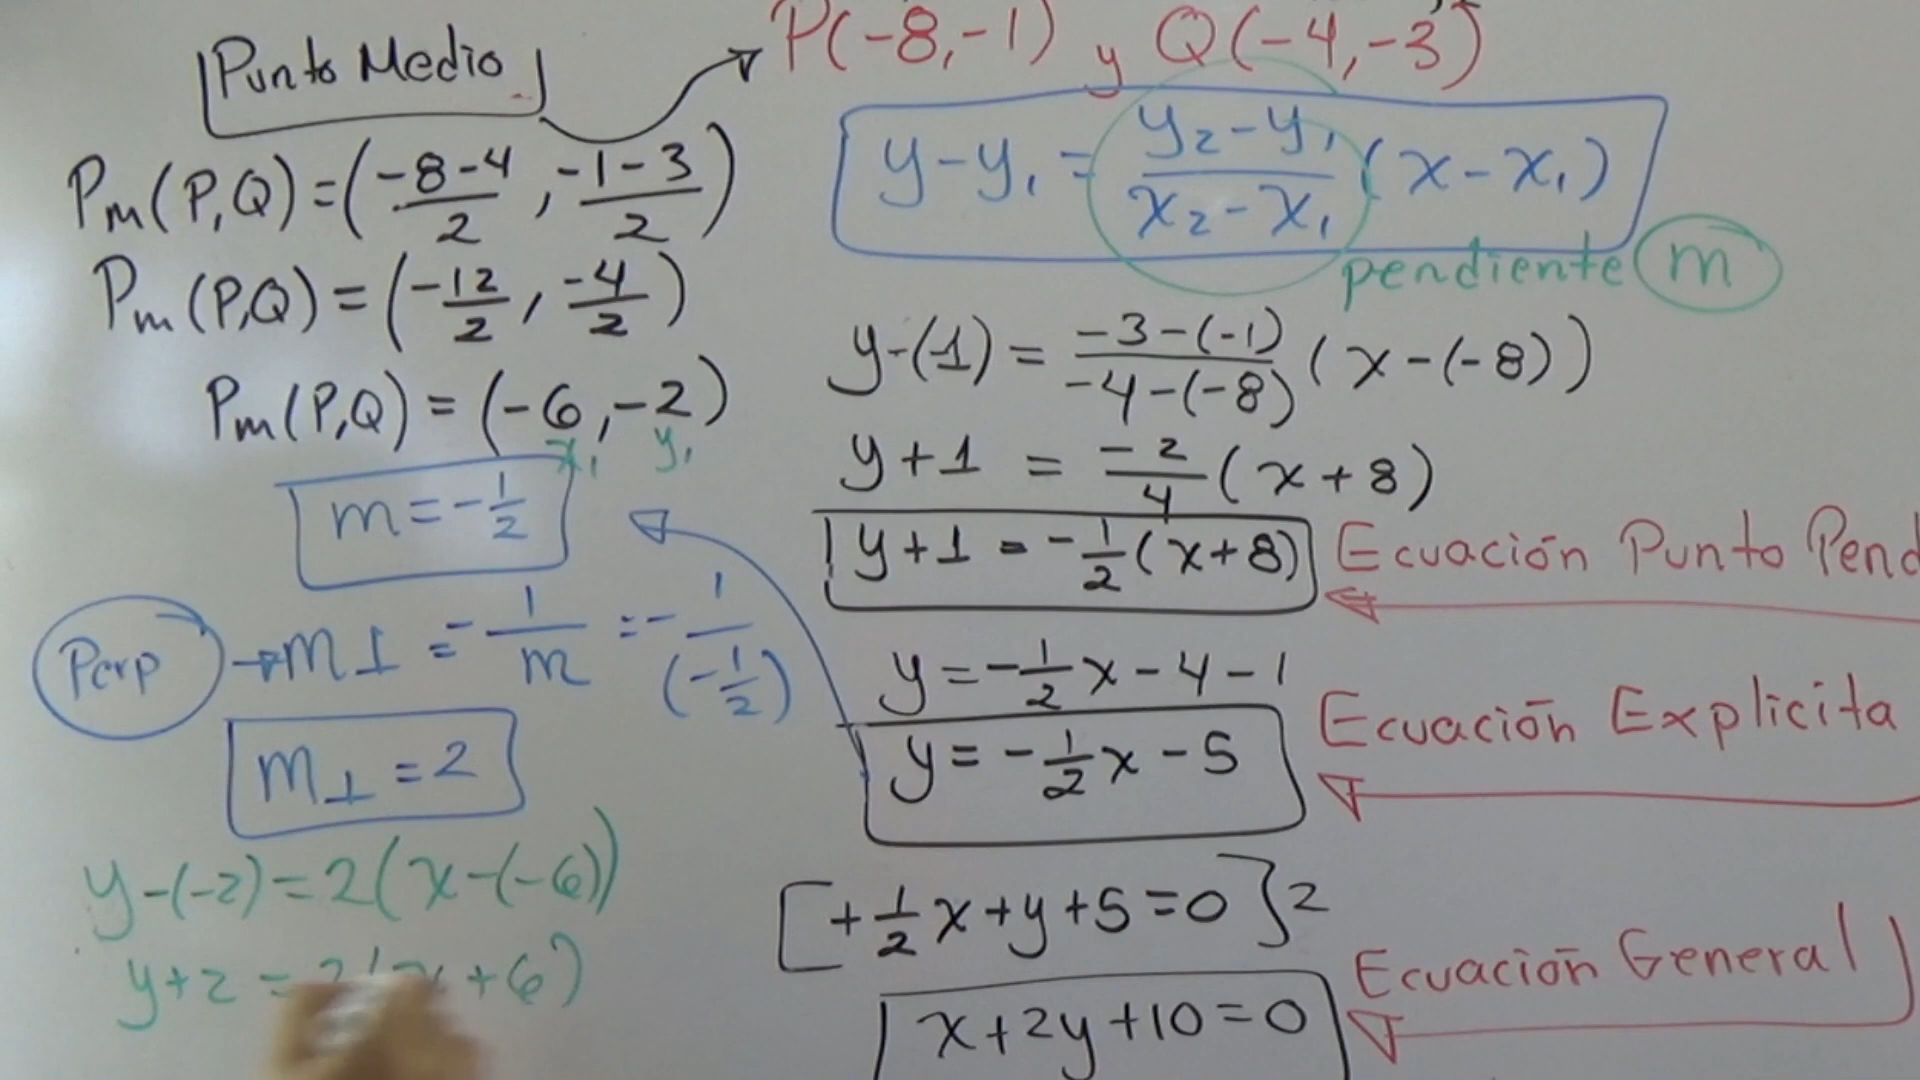 Punto Medio
P(-8,-1) y Q(-4,-3)
Pm(P,Q)=(-8-4/2, -1-3/2)
Pm(P,Q)=(-12/2, -4/2)
Pm(P,Q)=(-6,-2)
x₁ y₁
m=-1/2
Perp → m⊥ = -1/m = -1/(-1/2)
m⊥ = 2
y-(-2)=2(x-(-6))
y+2=2(x+6)
y-y₁ = y₂-y₁/x₂-x₁ (x-x₁)
pendiente m
y-(-1) = -3-(-1)/-4-(-8) (x-(-8))
y+1 = -2/4 (x+8)
y+1 = -1/2(x+8) Ecuación Punto Pend
y=-1/2x-4-1
y=-1/2x-5 Ecuación Explicita
[+1/2x+y+5=0]2
x+2y+10=0 Ecuación General